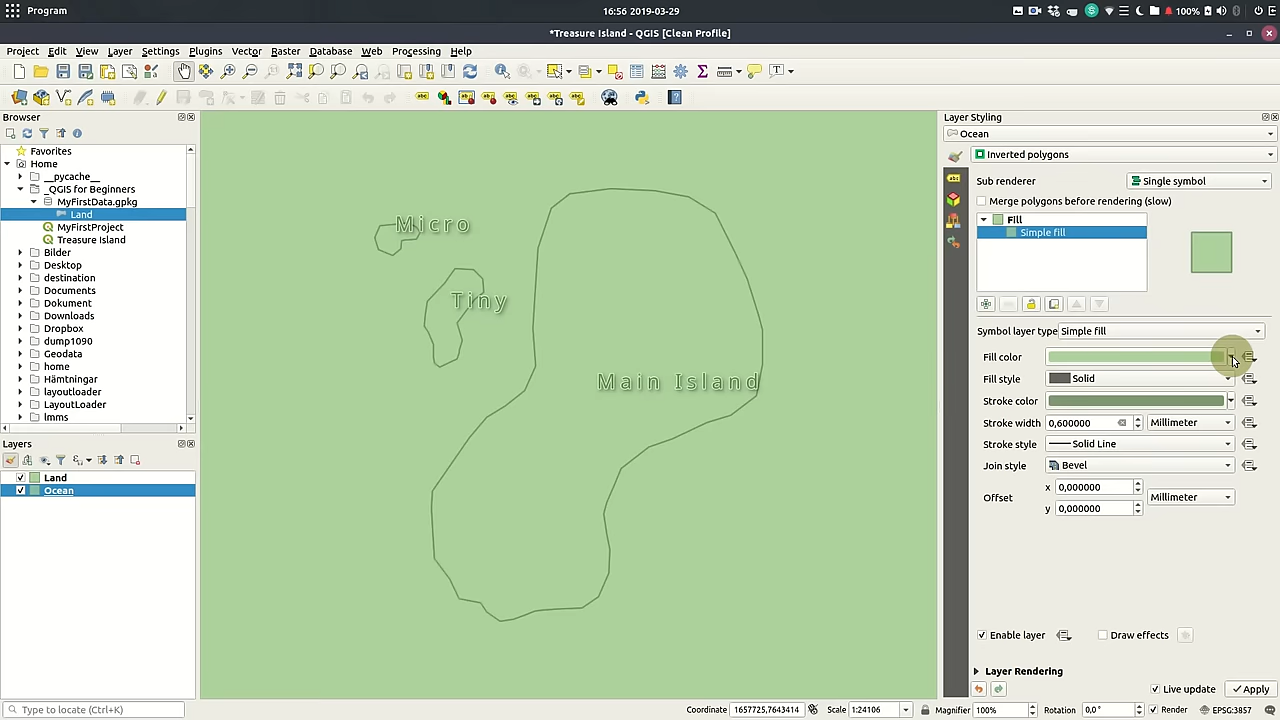 Program
16:56 2019-03-29
100%
*Treasure Island - QGIS [Clean Profile]
Project Edit View Layer Settings Plugins Vector Raster Database Web Processing Help
Browser
Favorites
Home
__pycache__
_QGIS for Beginners
MyFirstData.gpkg
Land
MyFirstProject
Treasure Island
Bilder
Desktop
destination
Documents
Dokument
Downloads
Dropbox
dump1090
Geodata
home
Hämtningar
layoutloader
LayoutLoader
lmms
Layers
Land
Ocean
Micro
Tiny
Main Island
Layer Styling
Ocean
Inverted polygons
Sub renderer Single symbol
Merge polygons before rendering (slow)
Fill
Simple fill
Symbol layer type Simple fill
Fill color
Fill style Solid
Stroke color
Stroke width 0,600000 Millimeter
Stroke style Solid Line
Join style Bevel
Offset x 0,000000 Millimeter
y 0,000000
Enable layer Draw effects
Layer Rendering
Live update Apply
Type to locate (Ctrl+K) Coordinate 1657725,7643414 Scale 1:24106 Magnifier 100% Rotation 0,0° Render EPSG:3857